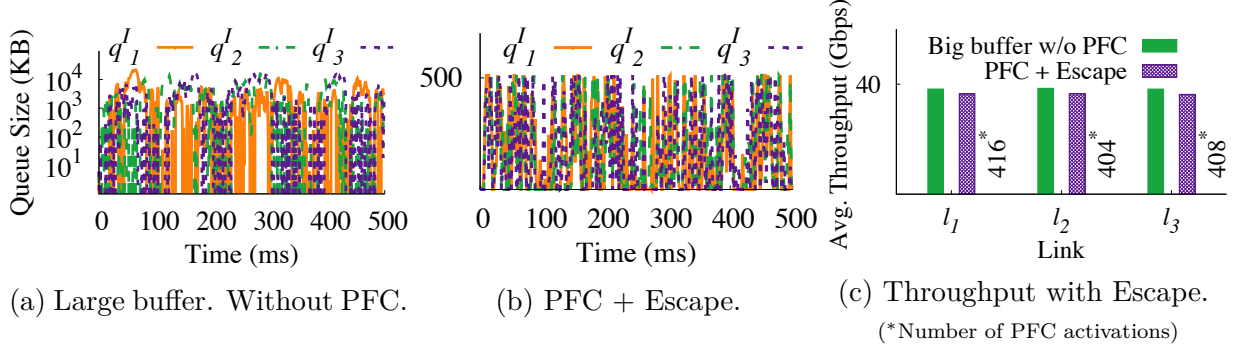 q^I_1 q^I_2 q^I_3
Queue Size (KB)
10^4
10^3
10^2
10^1
0 100 200 300 400 500
Time (ms)
(a) Large buffer. Without PFC.
q^I_1 q^I_2 q^I_3
500
0 100 200 300 400 500
Time (ms)
(b) PFC + Escape.
Avg. Throughput (Gbps)
40
Big buffer w/o PFC
PFC + Escape
416* 404* 408*
l_1 l_2 l_3
Link
(c) Throughput with Escape.
(*Number of PFC activations)